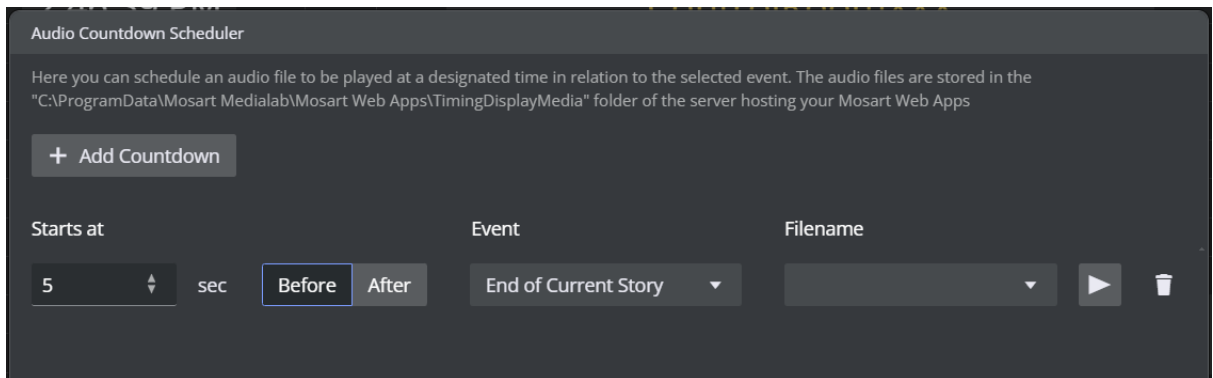 Audio Countdown Scheduler
Here you can schedule an audio file to be played at a designated time in relation to the selected event. The audio files are stored in the
"C:\ProgramData\Mosart Medialab\Mosart Web Apps\TimingDisplayMedia" folder of the server hosting your Mosart Web Apps
+ Add Countdown
Starts at Event Filename
5 sec Before After End of Current Story